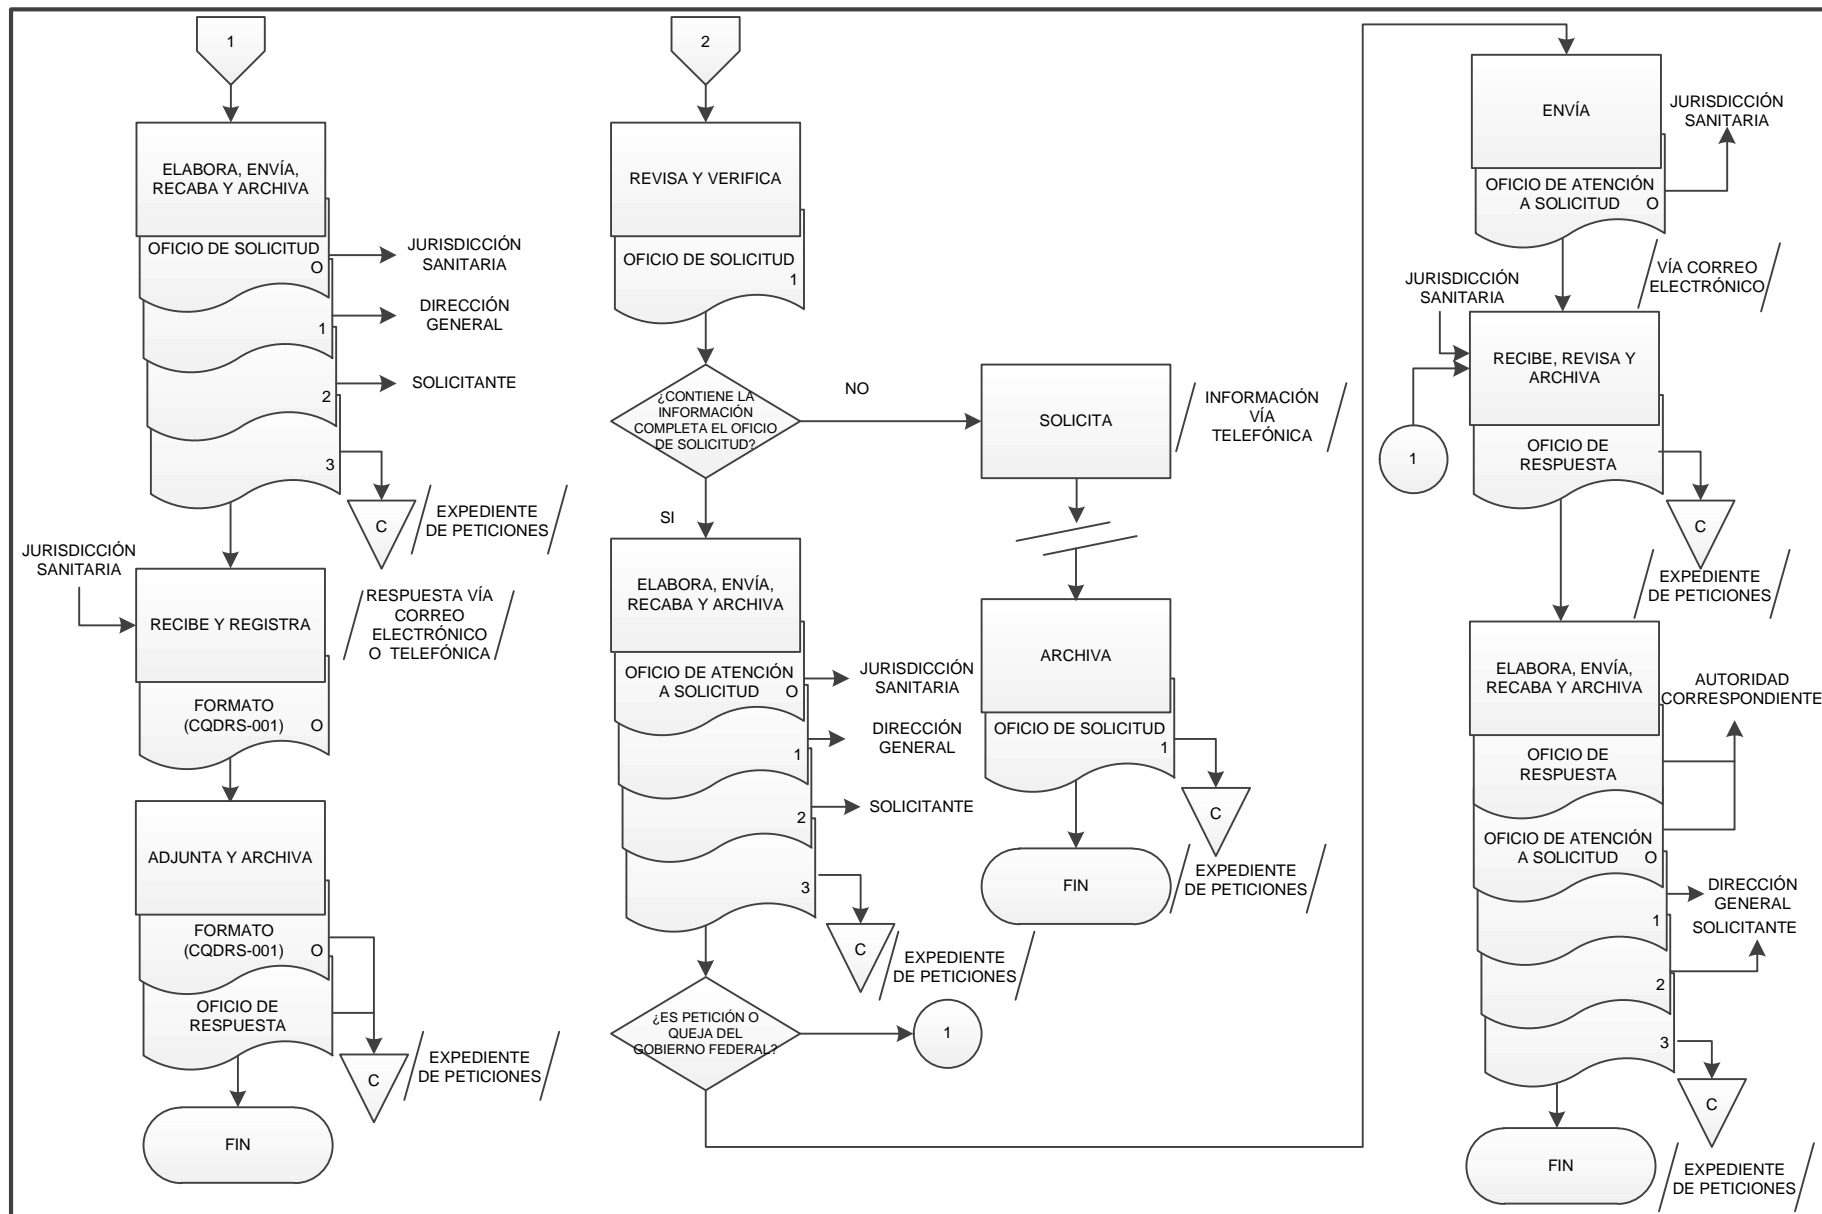 1
ELABORA, ENVÍA,
RECABA Y ARCHIVA
OFICIO DE SOLICITUD
O
JURISDICCIÓN
SANITARIA
1
DIRECCIÓN
GENERAL
2
SOLICITANTE
3
C
EXPEDIENTE
DE PETICIONES
JURISDICCIÓN
SANITARIA
RECIBE Y REGISTRA
RESPUESTA VÍA
CORREO
ELECTRÓNICO
O TELEFÓNICA
FORMATO
(CQDRS-001) O
ADJUNTA Y ARCHIVA
FORMATO
(CQDRS-001) O
OFICIO DE
RESPUESTA
C
EXPEDIENTE
DE PETICIONES
FIN
2
REVISA Y VERIFICA
OFICIO DE SOLICITUD
1
¿CONTIENE LA
INFORMACIÓN
COMPLETA EL OFICIO
DE SOLICITUD?
NO
SOLICITA
INFORMACIÓN
VÍA
TELEFÓNICA
ARCHIVA
OFICIO DE SOLICITUD
1
C
EXPEDIENTE
DE PETICIONES
FIN
SI
ELABORA, ENVÍA,
RECABA Y ARCHIVA
OFICIO DE ATENCIÓN
A SOLICITUD O
JURISDICCIÓN
SANITARIA
1
DIRECCIÓN
GENERAL
2
SOLICITANTE
3
C
EXPEDIENTE
DE PETICIONES
¿ES PETICIÓN O
QUEJA DEL
GOBIERNO FEDERAL?
1
ENVÍA
JURISDICCIÓN
SANITARIA
OFICIO DE ATENCIÓN
A SOLICITUD O
VÍA CORREO
ELECTRÓNICO
JURISDICCIÓN
SANITARIA
RECIBE, REVISA Y
ARCHIVA
1
OFICIO DE
RESPUESTA
C
EXPEDIENTE
DE PETICIONES
ELABORA, ENVÍA,
RECABA Y ARCHIVA
AUTORIDAD
CORRESPONDIENTE
OFICIO DE
RESPUESTA
OFICIO DE ATENCIÓN
A SOLICITUD O
DIRECCIÓN
GENERAL
1
SOLICITANTE
2
3
C
EXPEDIENTE
DE PETICIONES
FIN